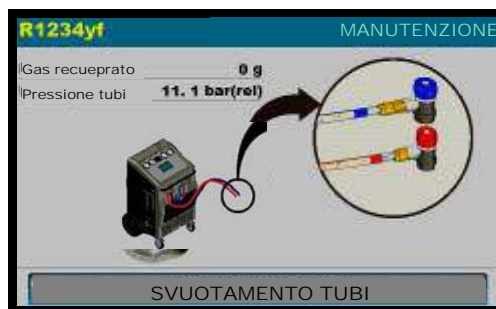 R1234yf MANUTENZIONE
Gas recueprato 0 g
Pressione tubi 11. 1 bar(rel)
SVUOTAMENTO TUBI